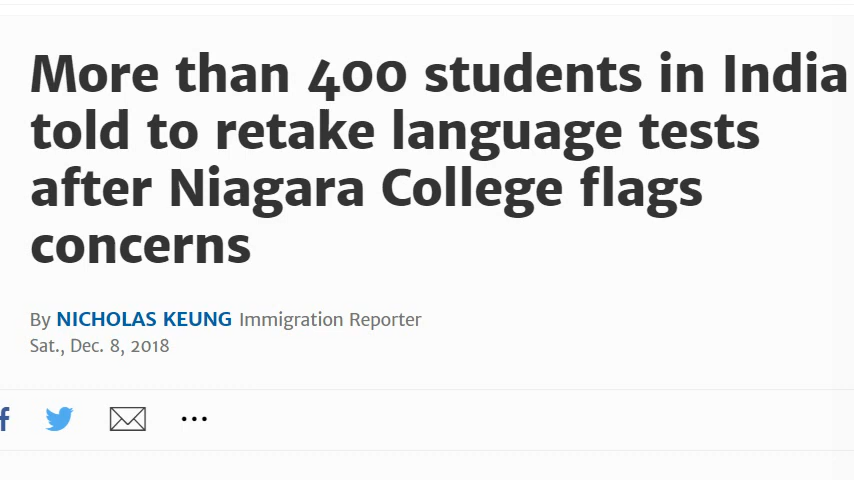 More than 400 students in India
told to retake language tests
after Niagara College flags
concerns
By NICHOLAS KEUNG Immigration Reporter
Sat., Dec. 8, 2018